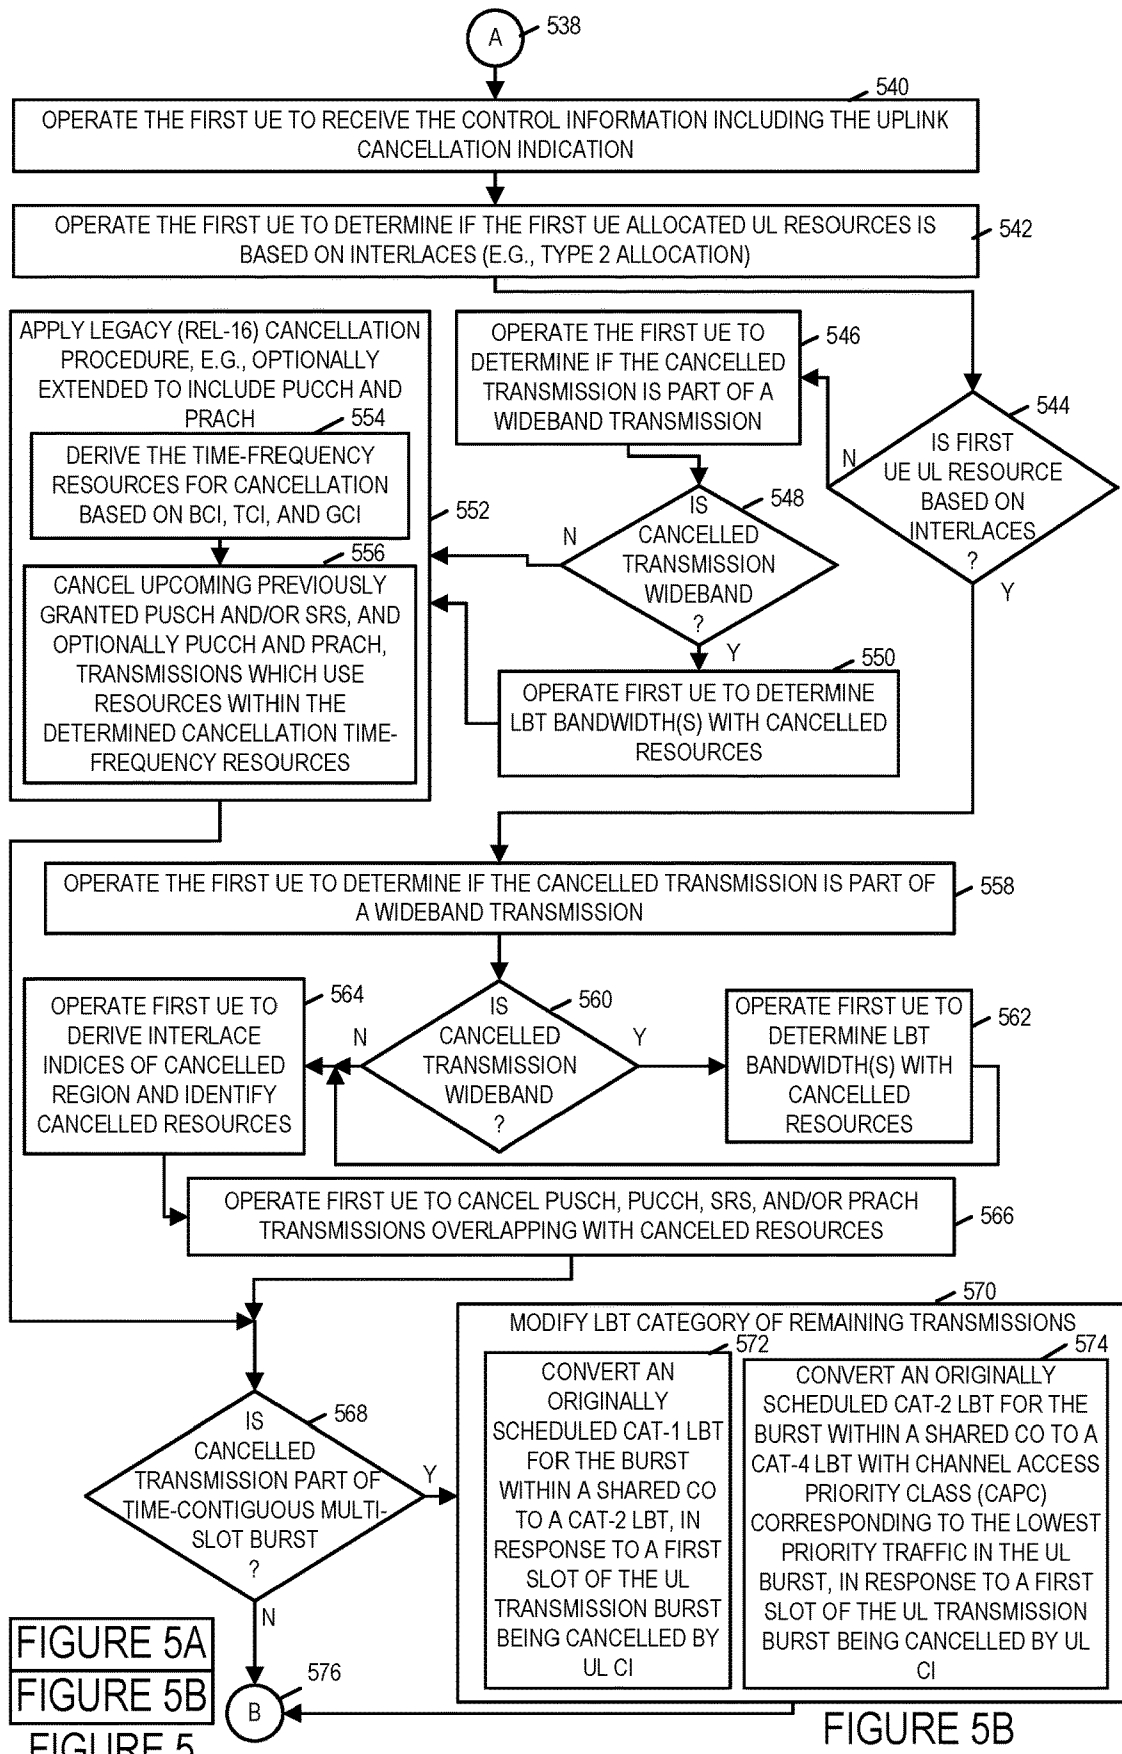 A
538
540
OPERATE THE FIRST UE TO RECEIVE THE CONTROL INFORMATION INCLUDING THE UPLINK
CANCELLATION INDICATION
OPERATE THE FIRST UE TO DETERMINE IF THE FIRST UE ALLOCATED UL RESOURCES IS
BASED ON INTERLACES (E.G., TYPE 2 ALLOCATION)
542
APPLY LEGACY (REL-16) CANCELLATION
PROCEDURE, E.G., OPTIONALLY
EXTENDED TO INCLUDE PUCCH AND
PRACH
554
DERIVE THE TIME-FREQUENCY
RESOURCES FOR CANCELLATION
BASED ON BCI, TCI, AND GCI
552
556
CANCEL UPCOMING PREVIOUSLY
GRANTED PUSCH AND/OR SRS, AND
OPTIONALLY PUCCH AND PRACH,
TRANSMISSIONS WHICH USE
RESOURCES WITHIN THE
DETERMINED CANCELLATION TIME-
FREQUENCY RESOURCES
OPERATE THE FIRST UE TO
DETERMINE IF THE CANCELLED
TRANSMISSION IS PART OF A
WIDEBAND TRANSMISSION
546
544
IS FIRST
UE UL RESOURCE
BASED ON
INTERLACES
?
N
Y
IS
CANCELLED
TRANSMISSION
WIDEBAND
?
548
N
Y
550
OPERATE FIRST UE TO DETERMINE
LBT BANDWIDTH(S) WITH CANCELLED
RESOURCES
OPERATE THE FIRST UE TO DETERMINE IF THE CANCELLED TRANSMISSION IS PART OF
A WIDEBAND TRANSMISSION
558
OPERATE FIRST UE TO
DERIVE INTERLACE
INDICES OF CANCELLED
REGION AND IDENTIFY
CANCELLED RESOURCES
564
N
IS
CANCELLED
TRANSMISSION
WIDEBAND
?
560
Y
OPERATE FIRST UE TO
DETERMINE LBT
BANDWIDTH(S) WITH
CANCELLED
RESOURCES
562
OPERATE FIRST UE TO CANCEL PUSCH, PUCCH, SRS, AND/OR PRACH
TRANSMISSIONS OVERLAPPING WITH CANCELED RESOURCES
566
IS
CANCELLED
TRANSMISSION PART OF
TIME-CONTIGUOUS MULTI-
SLOT BURST
?
568
Y
N
570
MODIFY LBT CATEGORY OF REMAINING TRANSMISSIONS
572
CONVERT AN
ORIGINALLY
SCHEDULED CAT-1 LBT
FOR THE BURST
WITHIN A SHARED CO
TO A CAT-2 LBT, IN
RESPONSE TO A FIRST
SLOT OF THE UL
TRANSMISSION BURST
BEING CANCELLED BY
UL CI
574
CONVERT AN ORIGINALLY
SCHEDULED CAT-2 LBT FOR THE
BURST WITHIN A SHARED CO TO A
CAT-4 LBT WITH CHANNEL ACCESS
PRIORITY CLASS (CAPC)
CORRESPONDING TO THE LOWEST
PRIORITY TRAFFIC IN THE UL
BURST, IN RESPONSE TO A FIRST
SLOT OF THE UL TRANSMISSION
BURST BEING CANCELLED BY UL
CI
FIGURE 5A
FIGURE 5B
FIGURE 5
B
576
FIGURE 5B